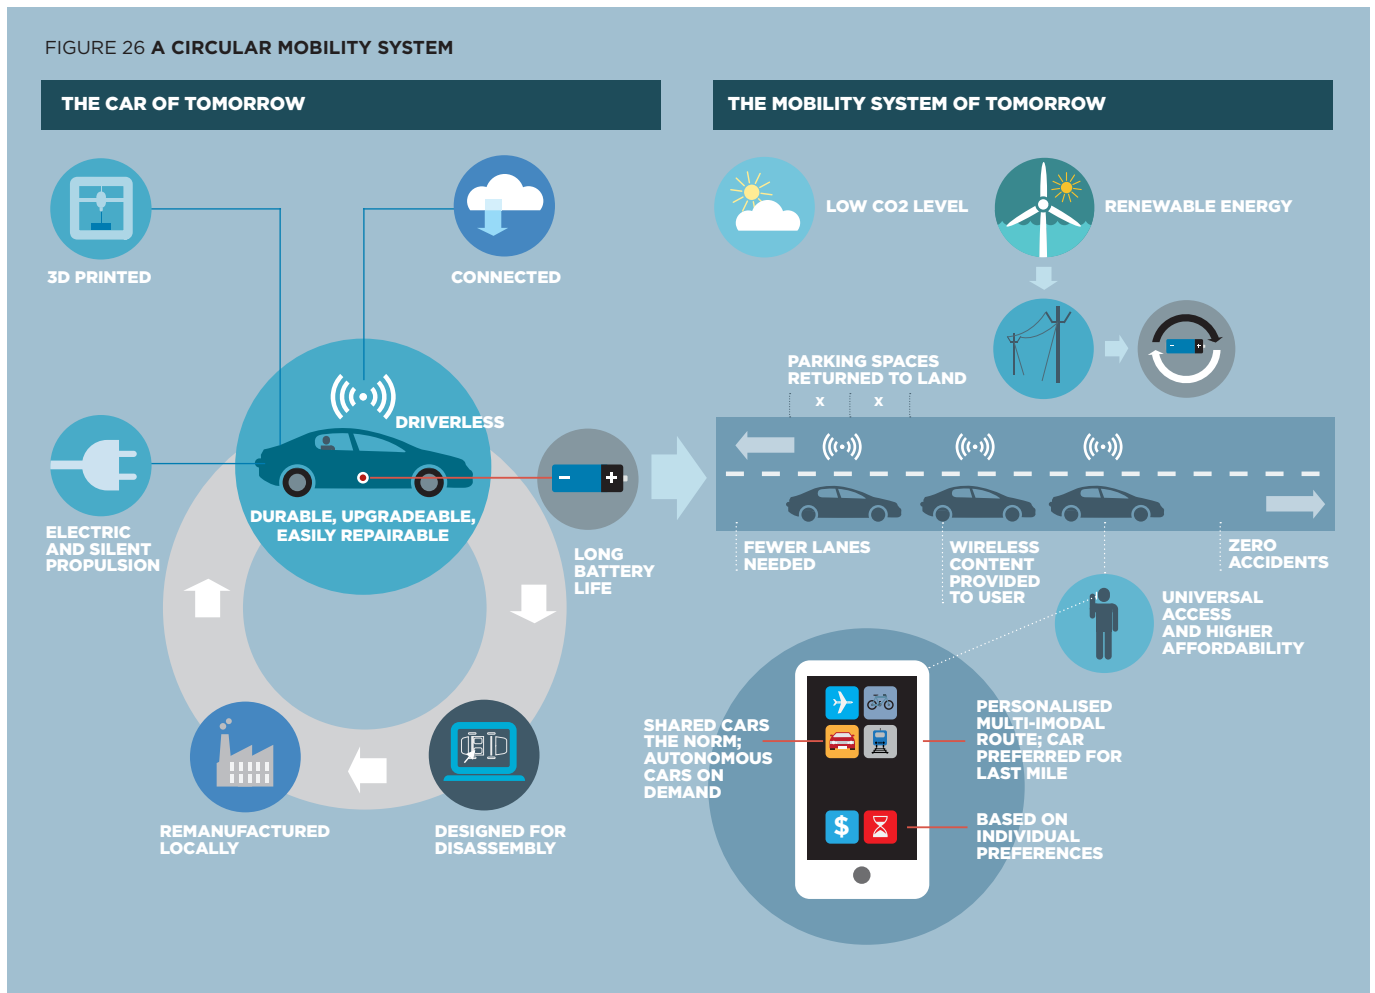 FIGURE 26 A CIRCULAR MOBILITY SYSTEM
THE CAR OF TOMORROW
3D PRINTED
CONNECTED
DRIVERLESS
DURABLE, UPGRADEABLE,
EASILY REPAIRABLE
ELECTRIC
AND SILENT
PROPULSION
LONG
BATTERY
LIFE
REMANUFACTURED
LOCALLY
DESIGNED FOR
DISASSEMBLY
THE MOBILITY SYSTEM OF TOMORROW
LOW CO2 LEVEL
RENEWABLE ENERGY
PARKING SPACES
RETURNED TO LAND
X X
FEWER LANES
NEEDED
WIRELESS
CONTENT
PROVIDED
TO USER
ZERO
ACCIDENTS
UNIVERSAL
ACCESS
AND HIGHER
AFFORDABILITY
SHARED CARS
THE NORM;
AUTONOMOUS
CARS ON
DEMAND
$
PERSONALISED
MULTI-IMODAL
ROUTE; CAR
PREFERRED FOR
LAST MILE
BASED ON
INDIVIDUAL
PREFERENCES